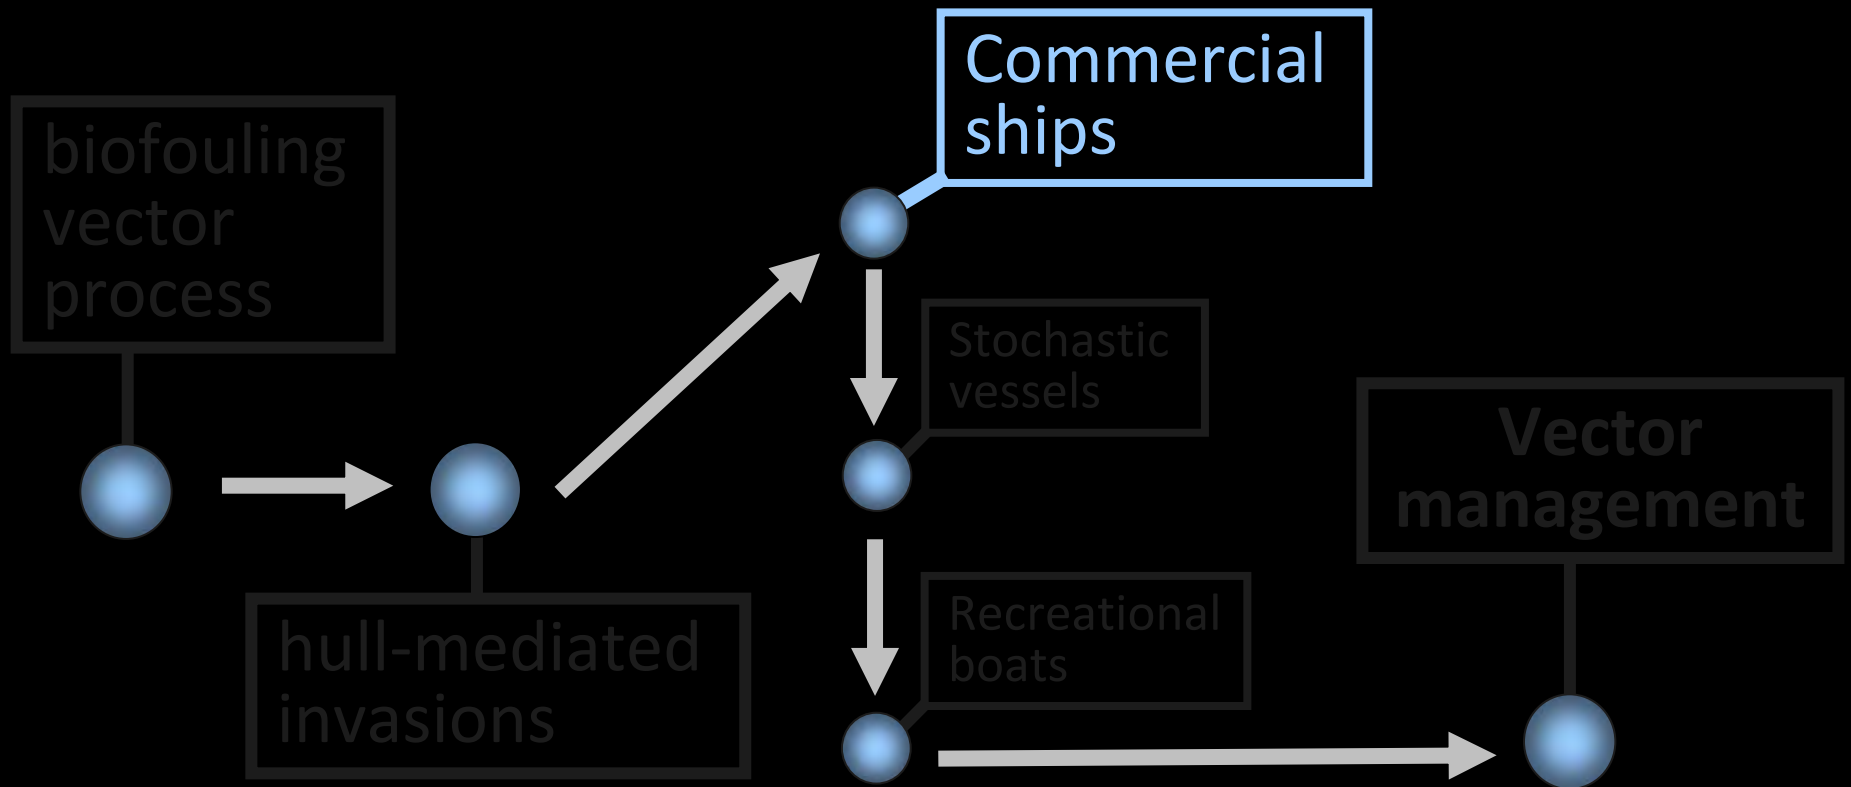 Commercial
ships
biofouling
vector
process
Stochastic
vessels
Vector
management
Recreational
boats
hull-mediated
invasions